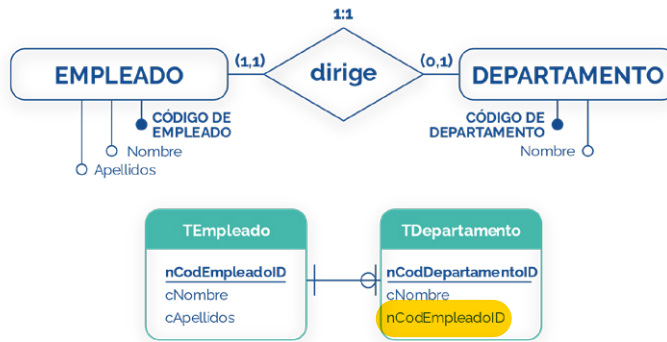 1:1
EMPLEADO
(1,1)
dirige
(0,1)
DEPARTAMENTO
CÓDIGO DE
EMPLEADO
Nombre
Apellidos
CÓDIGO DE
DEPARTAMENTO
Nombre
TEmpleado
nCodEmpleadoID
cNombre
cApellidos
TDepartamento
nCodDepartamentoID
cNombre
nCodEmpleadoID